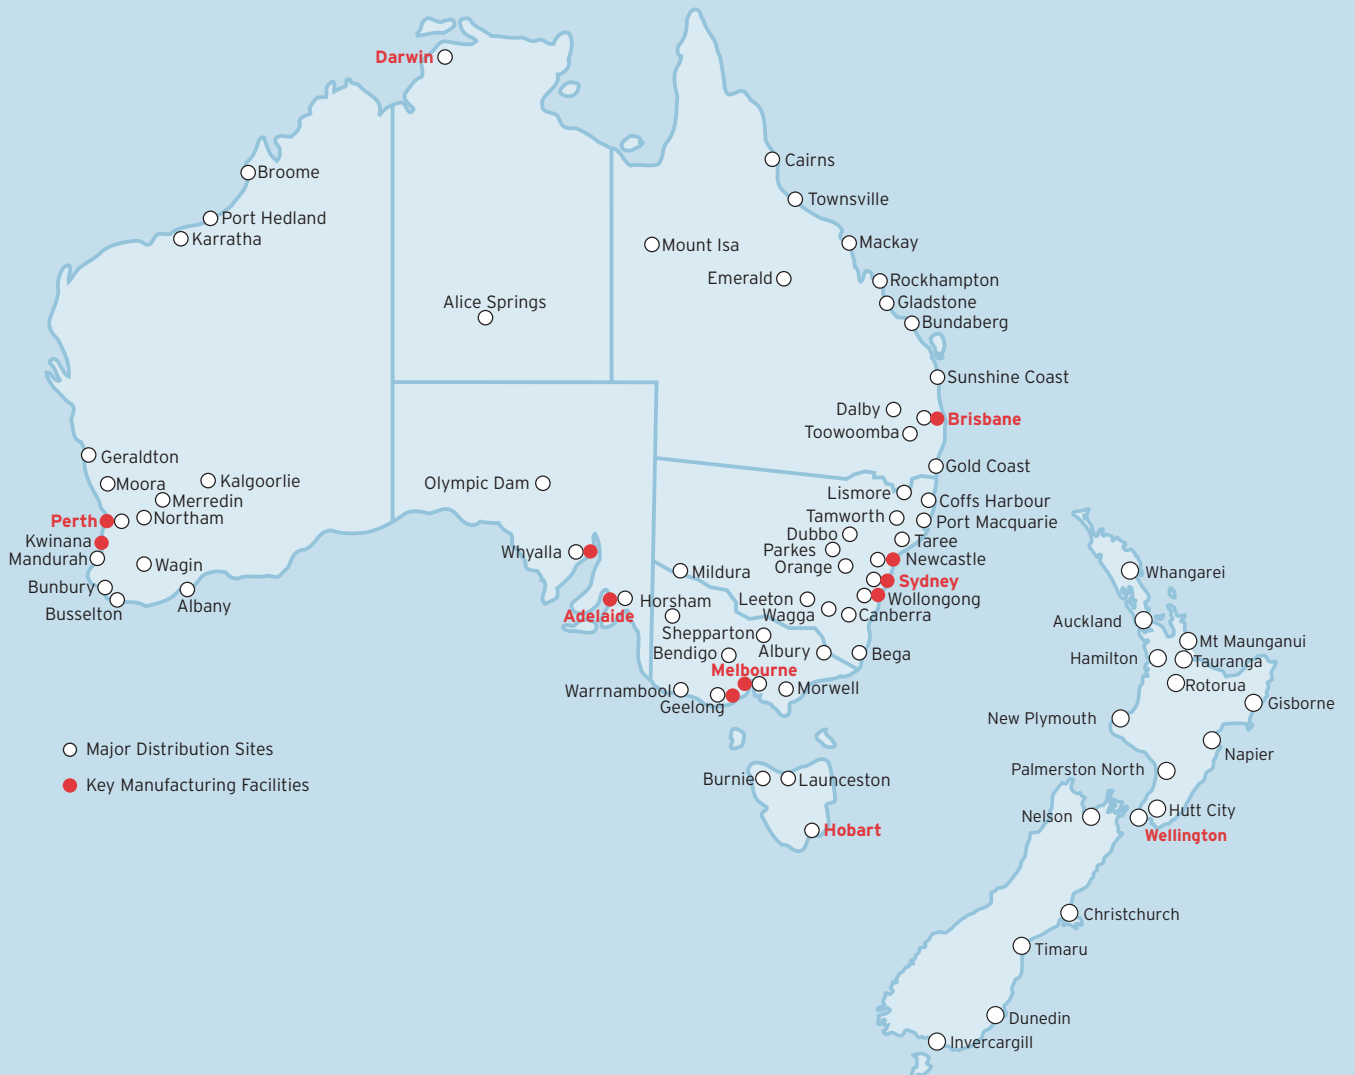 Darwin
Cairns
Broome
Townsville
Port Hedland
Karratha
Mount Isa
Mackay
Emerald
Rockhampton
Alice Springs
Gladstone
Bundaberg
Sunshine Coast
Dalby
Brisbane
Toowoomba
Geraldton
Gold Coast
Moora
Kalgoorlie
Olympic Dam
Merredin
Lismore
Coffs Harbour
Perth
Northam
Tamworth
Port Macquarie
Dubbo
Taree
Kwinana
Parkes
Whyalla
Newcastle
Mandurah
Wagin
Orange
Mildura
Sydney
Whangarei
Bunbury
Busselton
Albany
Adelaide
Horsham
Leeton
Wollongong
Wagga
Canberra
Auckland
Shepparton
Mt Maunganui
Bendigo
Albury
Bega
Hamilton
Tauranga
Melbourne
Warrnambool
Morwell
Rotorua
Geelong
Gisborne
New Plymouth
Major Distribution Sites
Napier
Palmerston North
Key Manufacturing Facilities
Burnie
Launceston
Hutt City
Nelson
Hobart
Wellington
Christchurch
Timaru
Dunedin
Invercargill